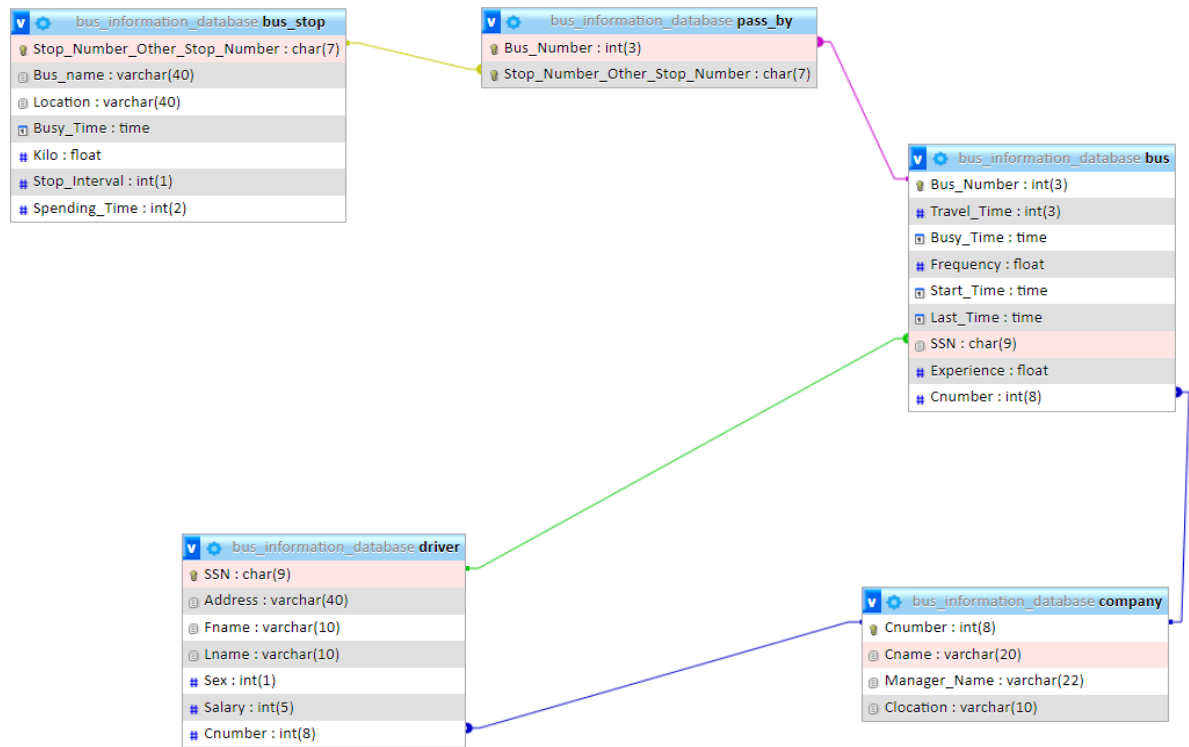 v bus_information_database bus_stop
Stop_Number_Other_Stop_Number : char(7)
Bus_name : varchar(40)
Location : varchar(40)
Busy_Time : time
# Kilo : float
# Stop_Interval : int(1)
# Spending_Time : int(2)
v bus_information_database pass_by
Bus_Number : int(3)
Stop_Number_Other_Stop_Number : char(7)
v bus_information_database bus
Bus_Number : int(3)
# Travel_Time : int(3)
Busy_Time : time
# Frequency : float
Start_Time : time
Last_Time : time
SSN : char(9)
# Experience : float
# Cnumber : int(8)
v bus_information_database driver
SSN : char(9)
Address : varchar(40)
Fname : varchar(10)
Lname : varchar(10)
# Sex : int(1)
# Salary : int(5)
# Cnumber : int(8)
v bus_information_database company
Cnumber : int(8)
Cname : varchar(20)
Manager_Name : varchar(22)
Clocation : varchar(10)